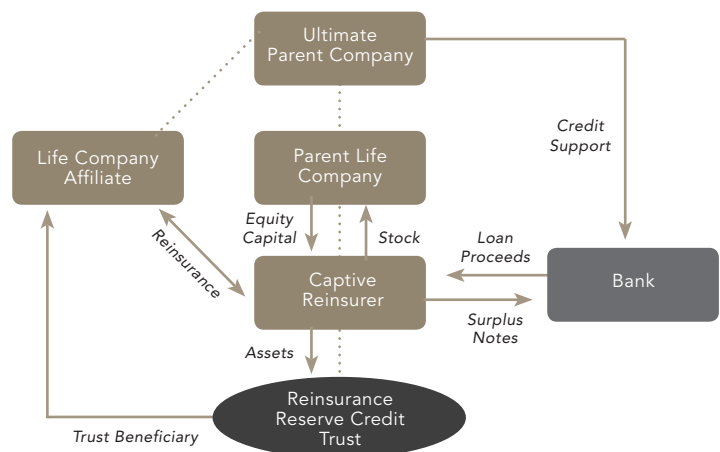 Ultimate
Parent Company
Credit
Support
Life Company
Affiliate
Parent Life
Company
Equity
Capital
Stock
Reinsurance
Loan
Proceeds
Captive
Reinsurer
Bank
Surplus
Notes
Assets
Reinsurance
Reserve Credit
Trust
Trust Beneficiary